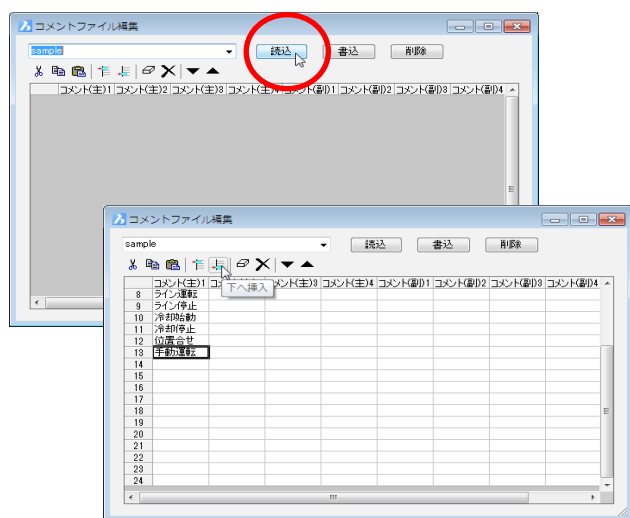 コメントファイル編集
sample
読込
書込
削除
コメント(主)1 コメント(主)2 コメント(主)3 コメント(主)4 コメント(副)1 コメント(副)2 コメント(副)3 コメント(副)4
コメントファイル編集
sample
読込
書込
削除
コメント(主)1
コメント(主)3 コメント(主)4 コメント(副)1 コメント(副)2 コメント(副)3 コメント(副)4
下へ挿入
8 ライン運転
9 ライン停止
10 冷却始動
11 冷却停止
12 位置合せ
13 手動運転
14
15
16
17
18
19
20
21
22
23
24